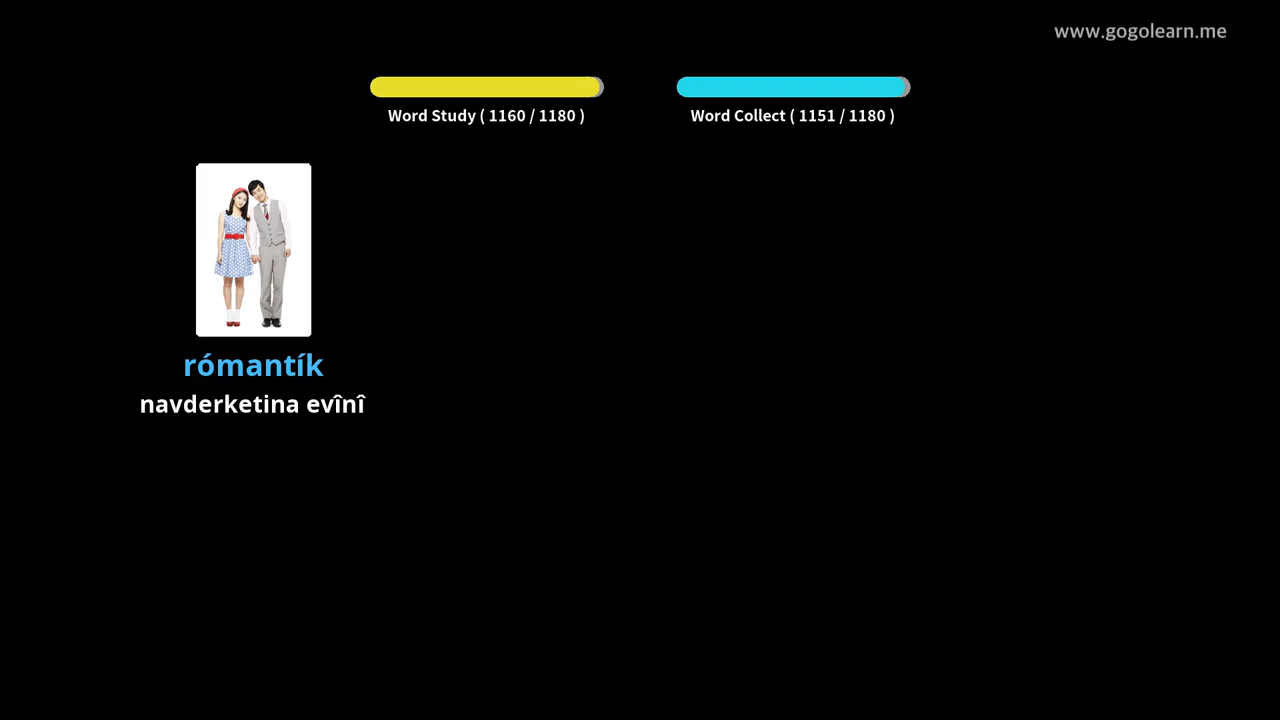 www.gogolearn.me
Word Study ( 1160 / 1180 )
Word Collect ( 1151 / 1180 )
rómantík
navderketina evînî